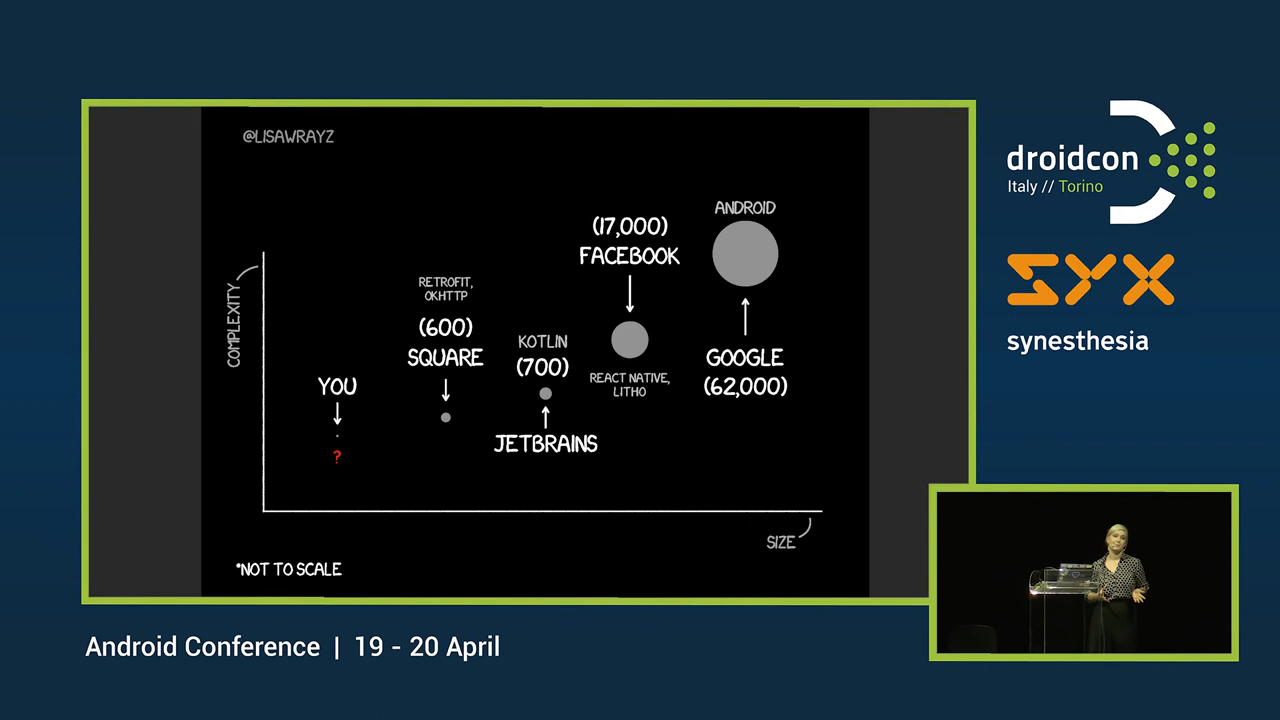 @LISAWRAYZ
ANDROID
(17,000)
FACEBOOK
RETROFIT,
OKHTTP
COMPLEXITY
(600)
SQUARE
KOTLIN
(700)
GOOGLE
(62,000)
REACT NATIVE,
LITHO
YOU
?
JETBRAINS
SIZE
*NOT TO SCALE
droidcon
Italy // Torino
SYX
synesthesia
Android Conference | 19 - 20 April